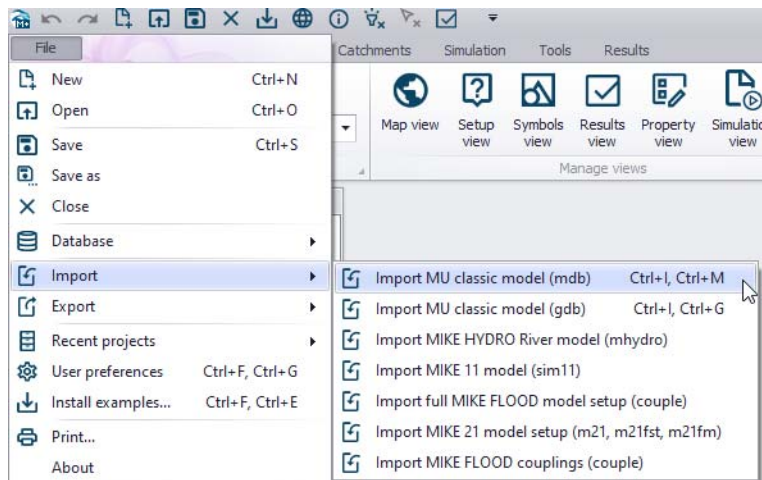 File
Catchments Simulation Tools Results
New Ctrl+N
Open Ctrl+O
Save Ctrl+S
Save as
Close
Database
Import
Export
Recent projects
User preferences Ctrl+F, Ctrl+G
Install examples... Ctrl+F, Ctrl+E
Print...
About
Map view
Setup view
Symbols view
Results view
Property view
Simulatio view
Manage views
Import MU classic model (mdb) Ctrl+I, Ctrl+M
Import MU classic model (gdb) Ctrl+I, Ctrl+G
Import MIKE HYDRO River model (mhydro)
Import MIKE 11 model (sim11)
Import full MIKE FLOOD model setup (couple)
Import MIKE 21 model setup (m21, m21fst, m21fm)
Import MIKE FLOOD couplings (couple)